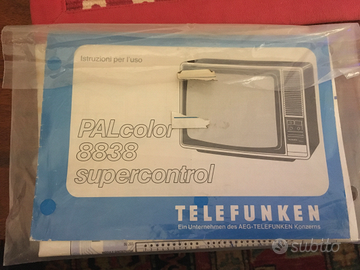 Istruzioni per l'uso
PALcolor
8838
supercontrol
TELEFUNKEN
Ein Unternehmen des AEG-TELEFUNKEN Konzerns
subito